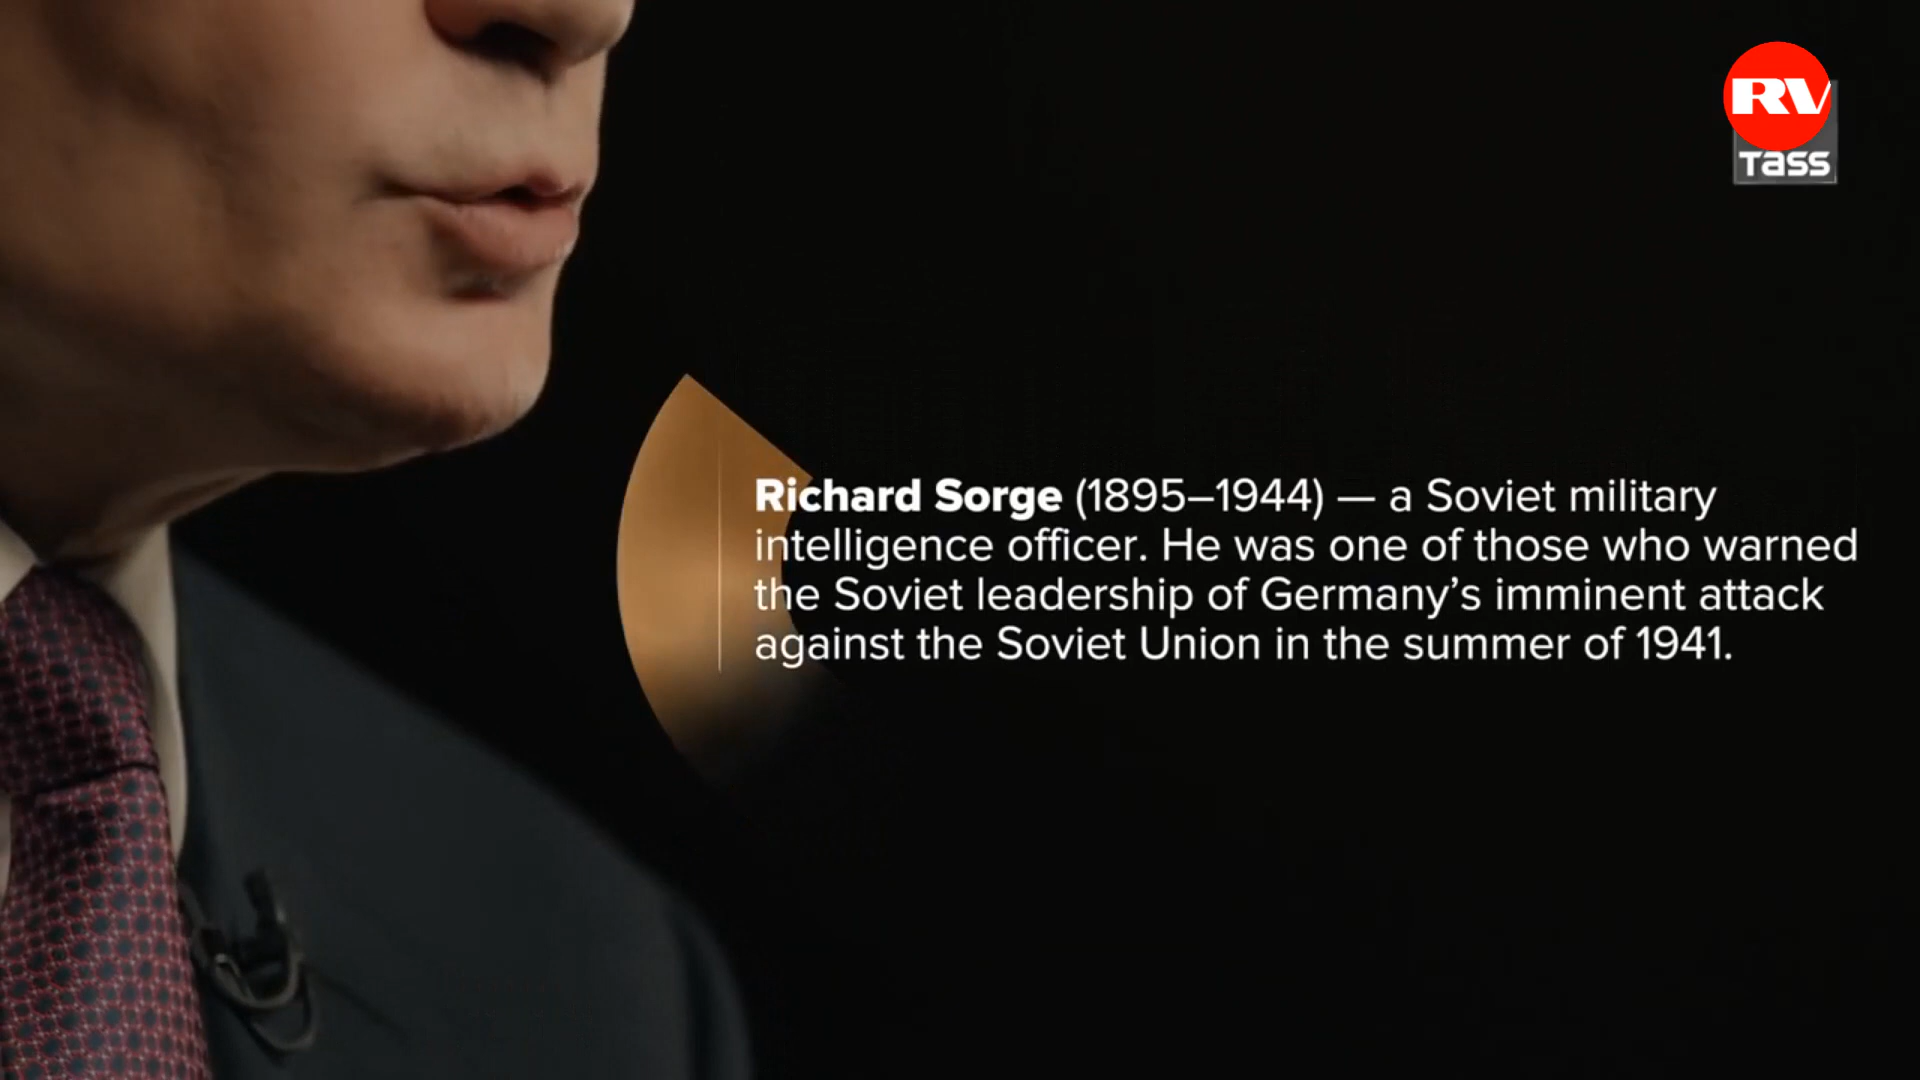 RV
Tass
Richard Sorge (1895–1944) — a Soviet military
intelligence officer. He was one of those who warned
the Soviet leadership of Germany's imminent attack
against the Soviet Union in the summer of 1941.